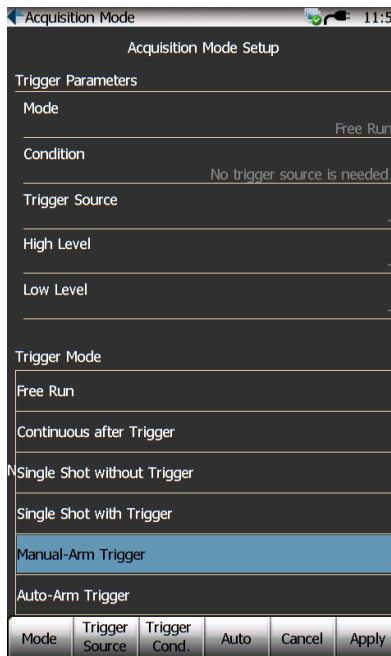 Acquisition Mode
11:5
Acquisition Mode Setup
Trigger Parameters
Mode
Free Run
Condition
No trigger source is needed.
Trigger Source
-
High Level
-
Low Level
-
Trigger Mode
Free Run
Continuous after Trigger
N
Single Shot without Trigger
Single Shot with Trigger
Manual-Arm Trigger
Auto-Arm Trigger
Mode
Trigger
Source
Trigger
Cond.
Auto
Cancel
Apply